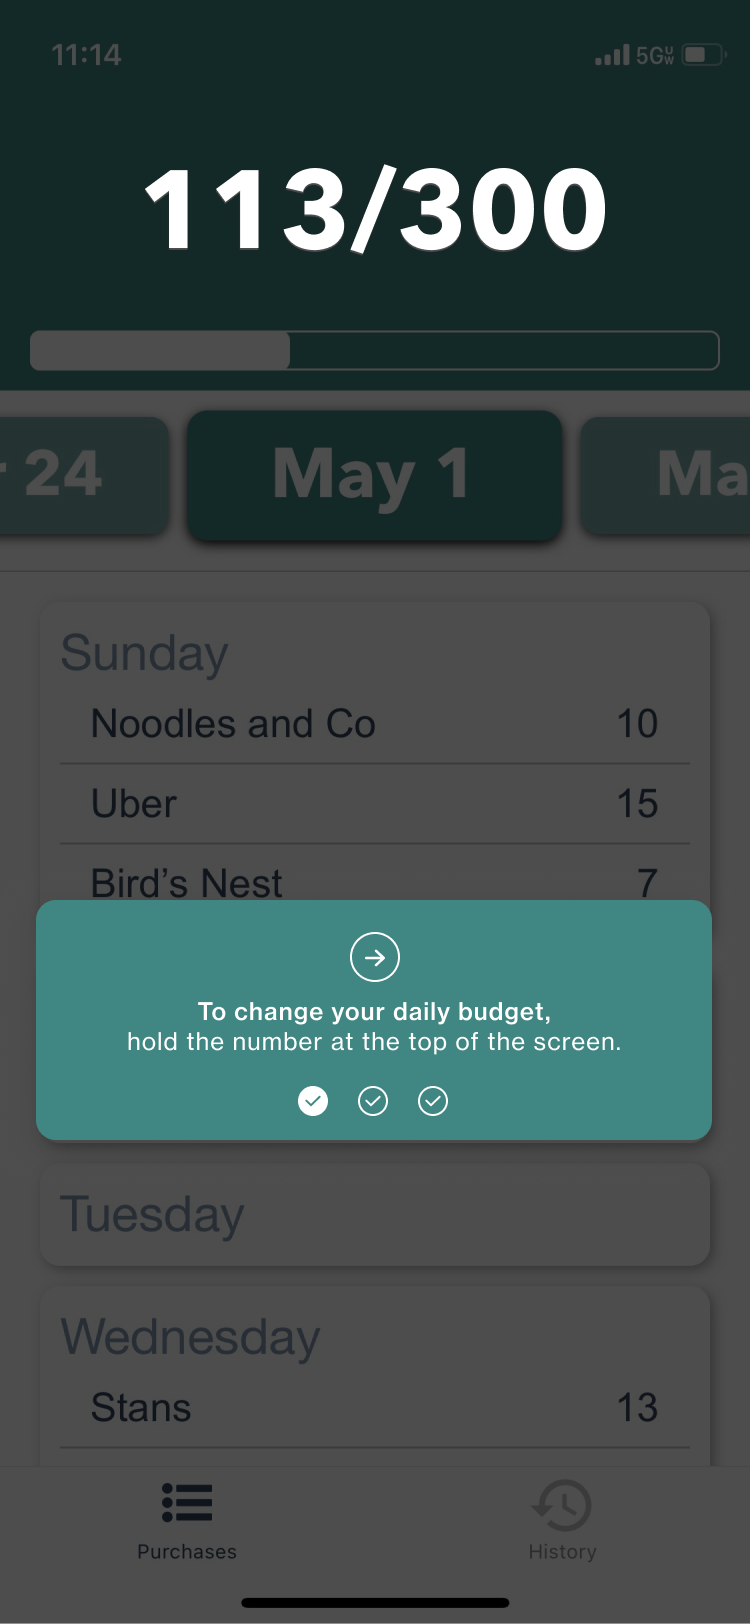 11:14 5G UW
113/300
r 24 May 1 Ma
Sunday
Noodles and Co 10
Uber 15
Bird's Nest 7
To change your daily budget,
hold the number at the top of the screen.
Tuesday
Wednesday
Stans 13
Purchases History